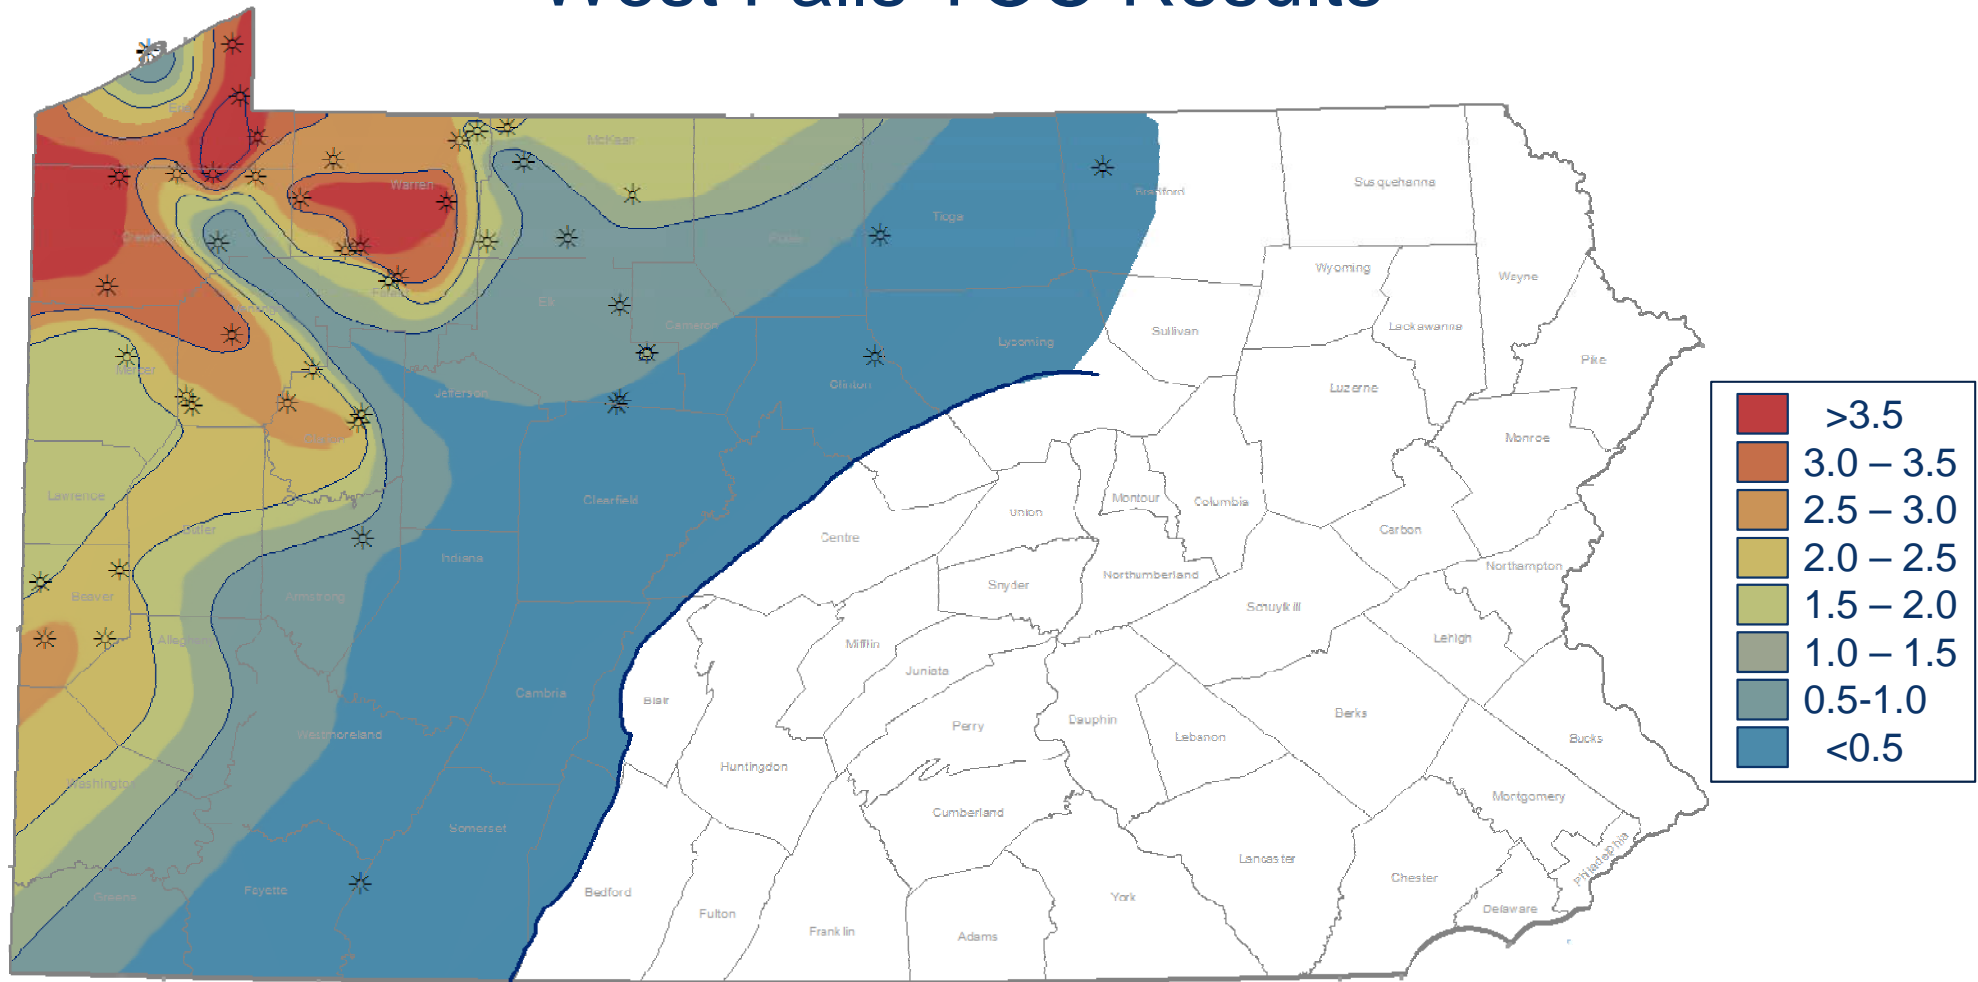 West Falls TOC Results
Erie
McKean
Warren
Bradford
Susquehanna
Tioga
Crawford
Potter
Wyoming
Wayne
Forest
Elk
Cameron
Sullivan
Lackawanna
Lycoming
Pike
Mercer
Clinton
Luzerne
Jefferson
Clarion
Monroe
Lawrence
Clearfield
Montour
Columbia
Union
Butler
Centre
Carbon
Indiana
Northampton
Snyder
Northumberland
Beaver
Armstrong
Schuylkill
Allegheny
Mifflin
Lehigh
Juniata
Cambria
Blair
Berks
Perry
Dauphin
Westmoreland
Lebanon
Bucks
Huntingdon
Washington
Montgomery
Cumberland
Somerset
Lancaster
Philadelphia
Chester
Fayette
Bedford
Greene
York
Delaware
Fulton
Franklin
Adams
>3.5
3.0 – 3.5
2.5 – 3.0
2.0 – 2.5
1.5 – 2.0
1.0 – 1.5
0.5-1.0
<0.5